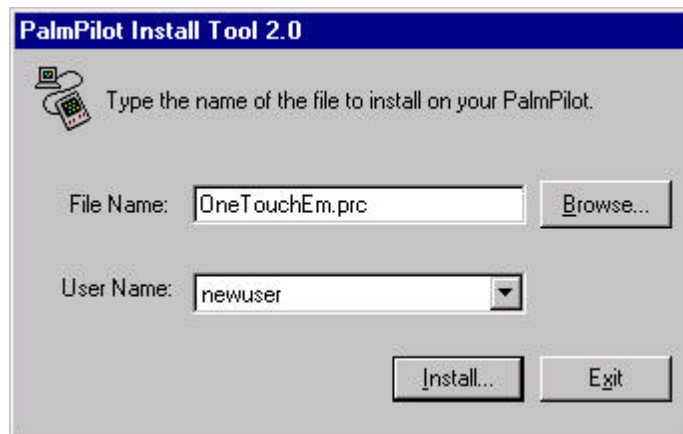 PalmPilot Install Tool 2.0
Type the name of the file to install on your PalmPilot.
File Name: OneTouchEm.prc Browse...
User Name: newuser
Install... Exit